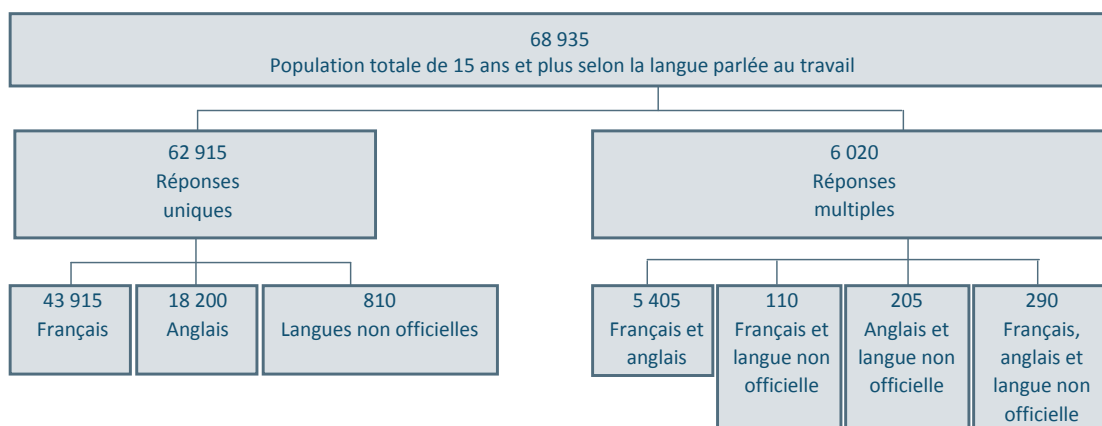 68 935
Population totale de 15 ans et plus selon la langue parlée au travail
62 915
Réponses
uniques
6 020
Réponses
multiples
43 915
Français
18 200
Anglais
810
Langues non officielles
5 405
Français et
anglais
110
Français et
langue non
officielle
205
Anglais et
langue non
officielle
290
Français,
anglais et
langue non
officielle